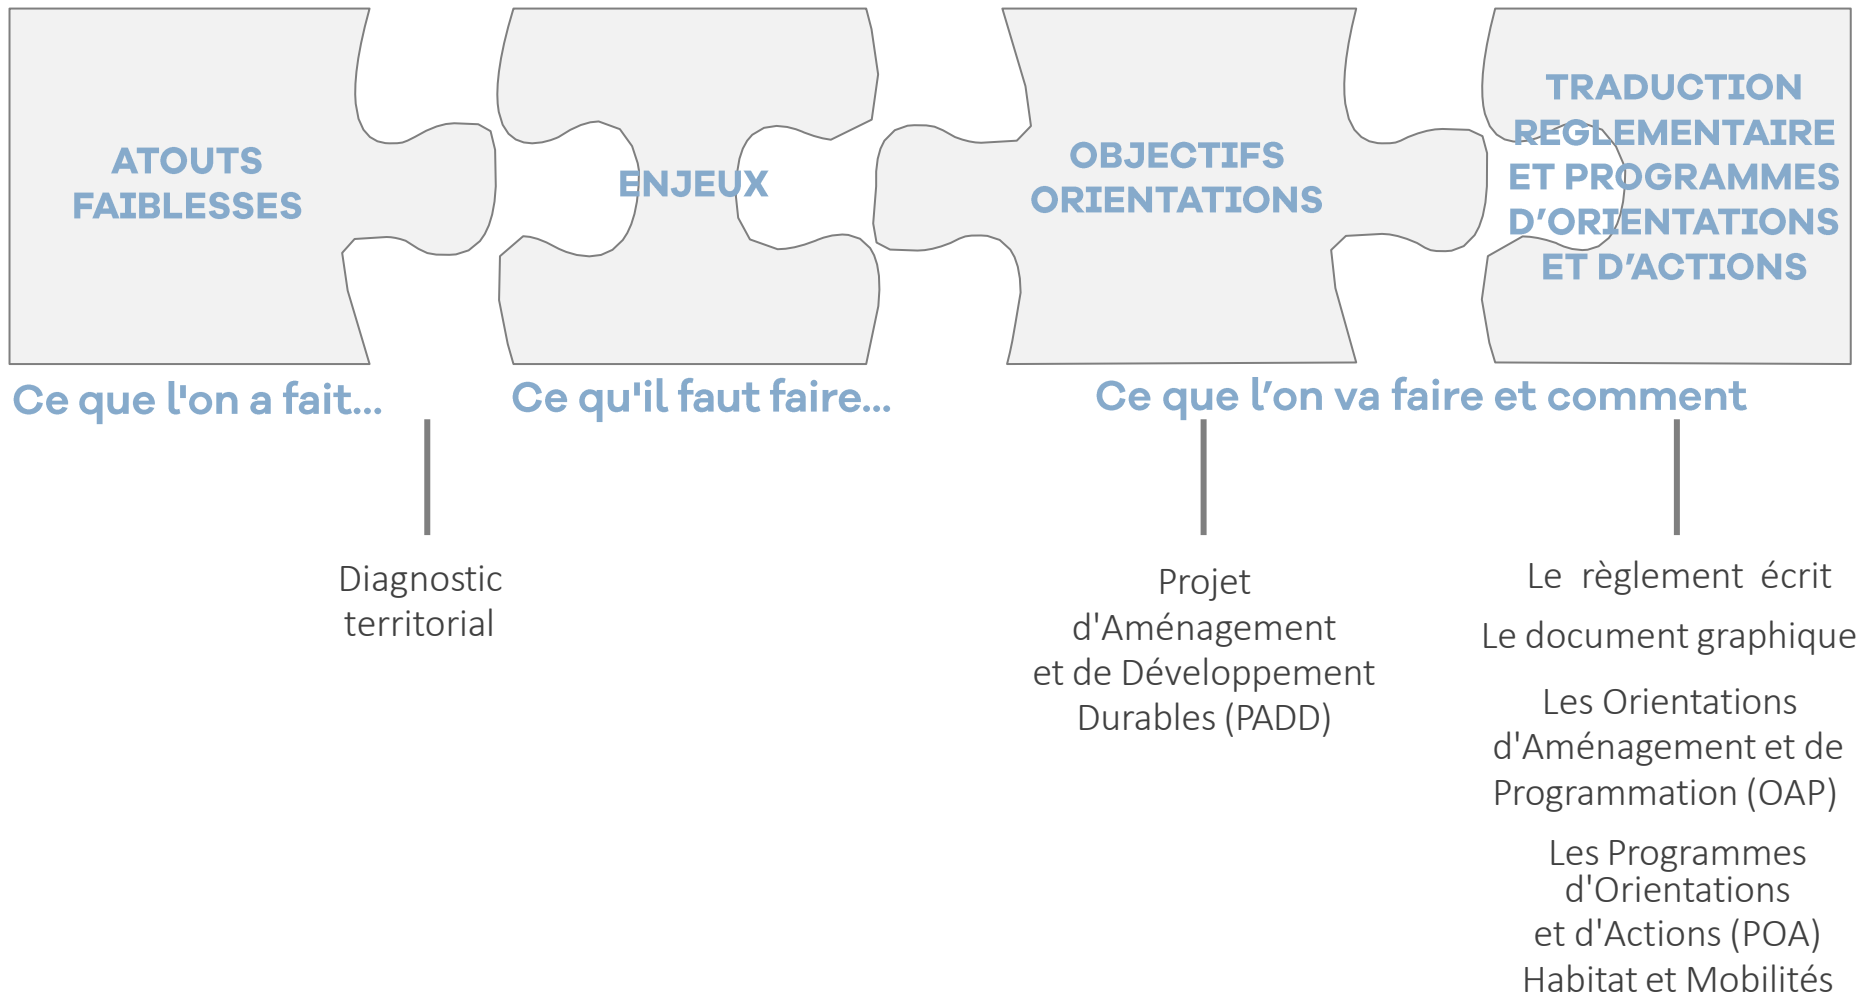 ATOUTS
FAIBLESSES
ENJEUX
OBJECTIFS
ORIENTATIONS
TRADUCTION
REGLEMENTAIRE
ET PROGRAMMES
D’ORIENTATIONS
ET D’ACTIONS
Ce que l'on a fait...
Ce qu'il faut faire...
Ce que l’on va faire et comment
Diagnostic
territorial
Projet
d'Aménagement
et de Développement
Durables (PADD)
Le règlement écrit
Le document graphique
Les Orientations
d'Aménagement et de
Programmation (OAP)
Les Programmes
d'Orientations
et d'Actions (POA)
Habitat et Mobilités